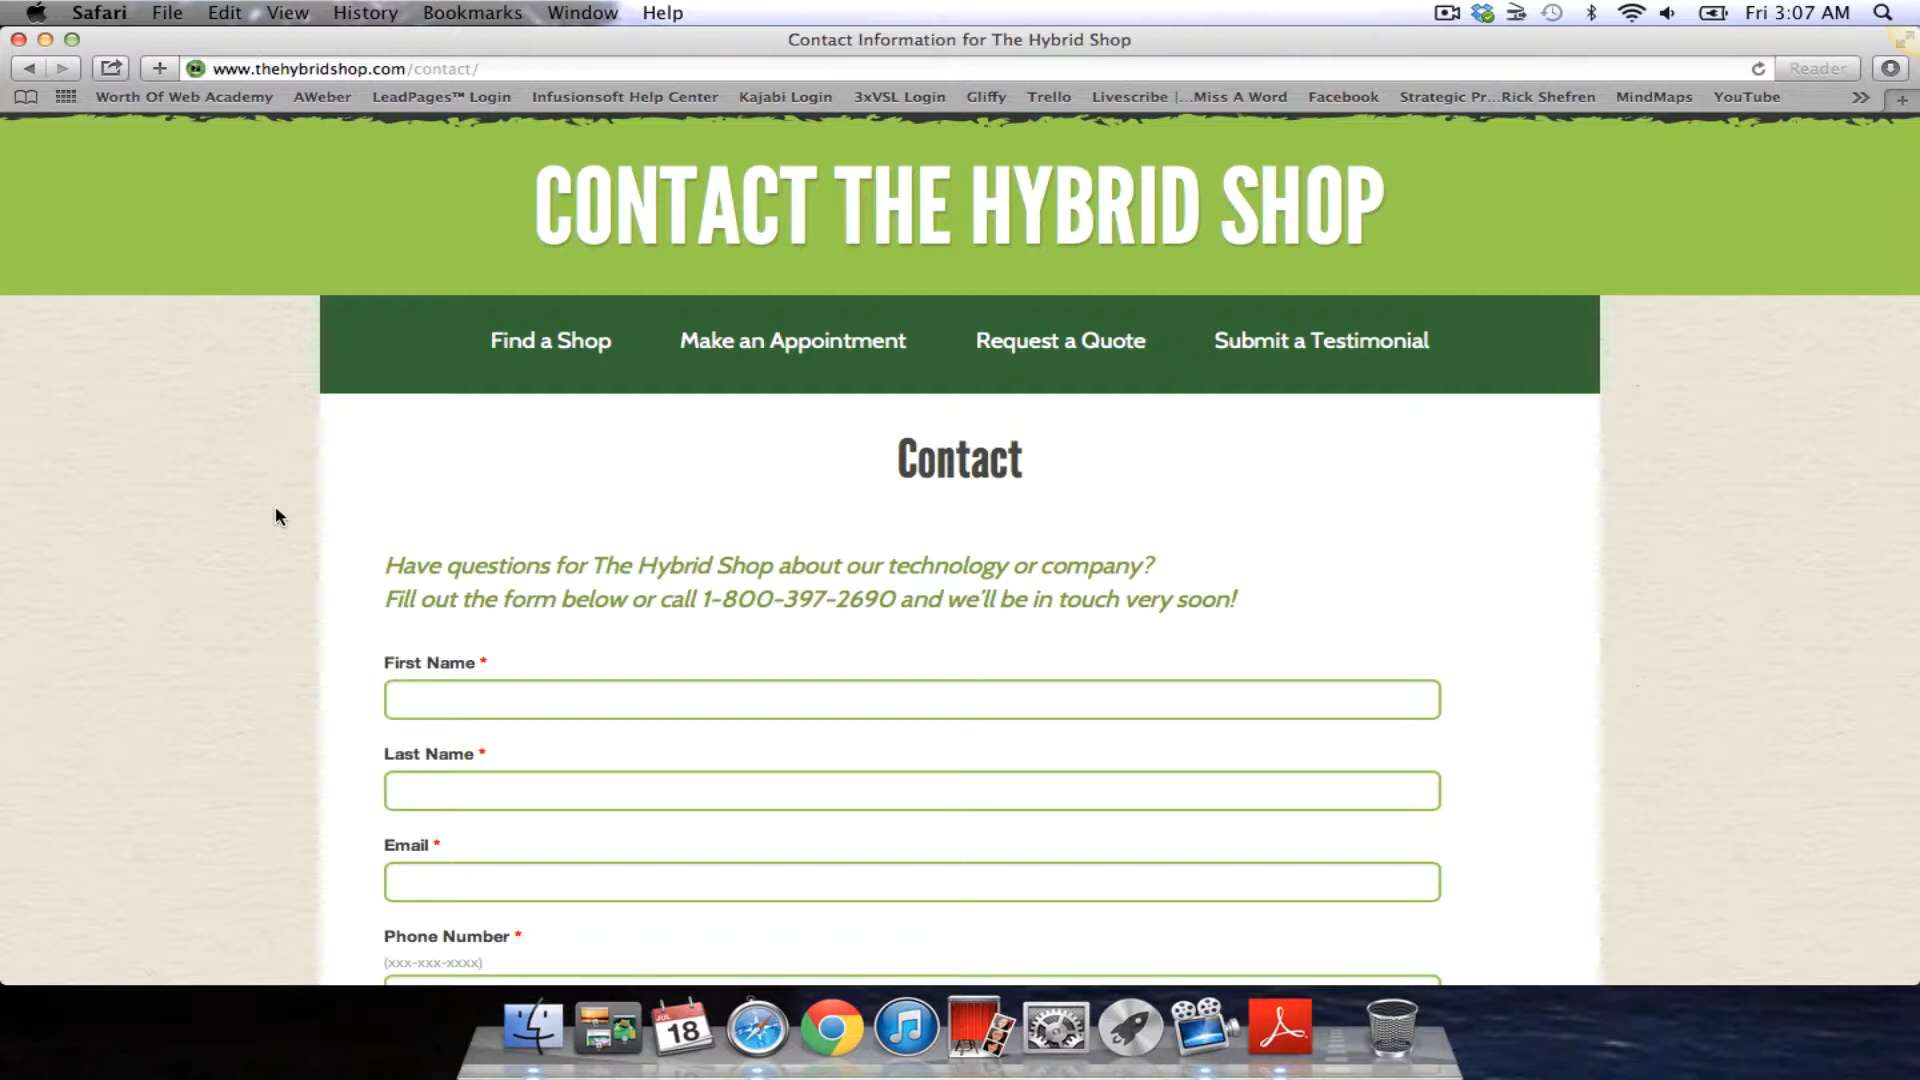 Safari File Edit View History Bookmarks Window Help Fri 3:07 AM
Contact Information for The Hybrid Shop
www.thehybridshop.com/contact/ Reader
Worth Of Web Academy AWeber LeadPages™ Login Infusionsoft Help Center Kajabi Login 3xVSL Login Gliffy Trello Livescribe |...Miss A Word Facebook Strategic Pr...Rick Shefren MindMaps YouTube
CONTACT THE HYBRID SHOP
Find a Shop Make an Appointment Request a Quote Submit a Testimonial
Contact
Have questions for The Hybrid Shop about our technology or company?
Fill out the form below or call 1-800-397-2690 and we'll be in touch very soon!
First Name *
Last Name *
Email *
Phone Number *
(xxx-xxx-xxxx)
JUL
18